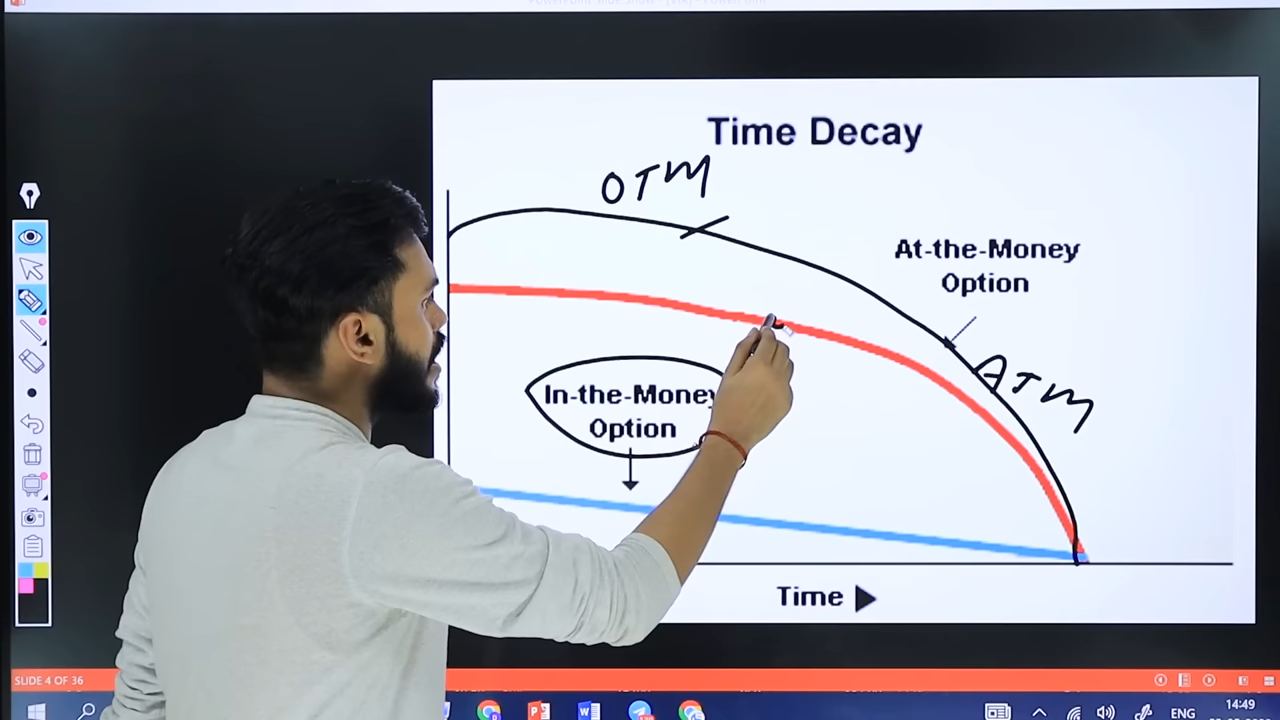 Time Decay
OTM
At-the-Money
Option
ATM
In-the-Money
Option
Time
SLIDE 4 OF 36
14:49
ENG